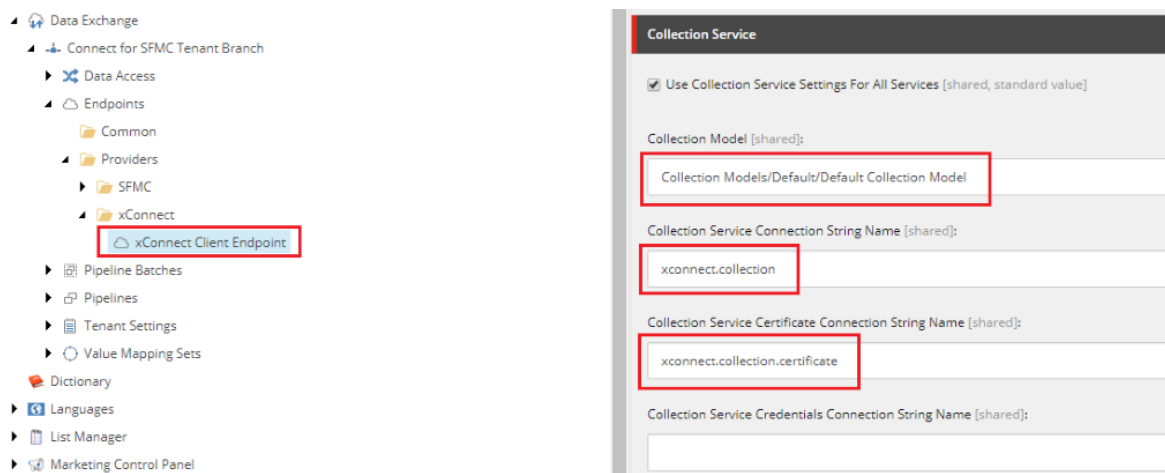 Data Exchange
Connect for SFMC Tenant Branch
Data Access
Endpoints
Common
Providers
SFMC
xConnect
xConnect Client Endpoint
Pipeline Batches
Pipelines
Tenant Settings
Value Mapping Sets
Dictionary
Languages
List Manager
Marketing Control Panel
Collection Service
Use Collection Service Settings For All Services [shared, standard value]
Collection Model [shared]:
Collection Models/Default/Default Collection Model
Collection Service Connection String Name [shared]:
xconnect.collection
Collection Service Certificate Connection String Name [shared]:
xconnect.collection.certificate
Collection Service Credentials Connection String Name [shared]: